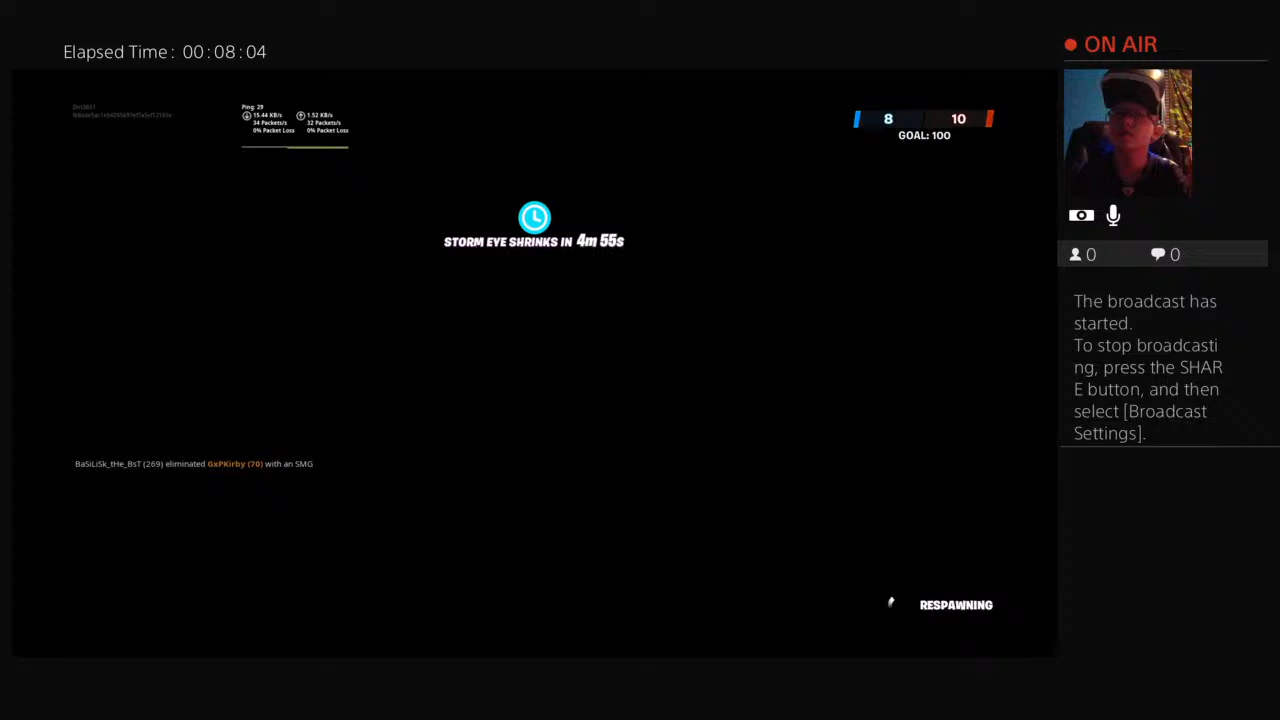 Elapsed Time: 00:08:04
ON AIR
Ping: 29
15.44 KB/s 1.52 KB/s
34 Packets/s 32 Packets/s
0% Packet Loss 0% Packet Loss
8 10
GOAL: 100
STORM EYE SHRINKS IN 4m 55s
0 0
The broadcast has
started.
To stop broadcasti
ng, press the SHAR
E button, and then
select [Broadcast
Settings].
BaSiLiSk_tHe_BsT (269) eliminated GxPKirby (70) with an SMG
RESPAWNING